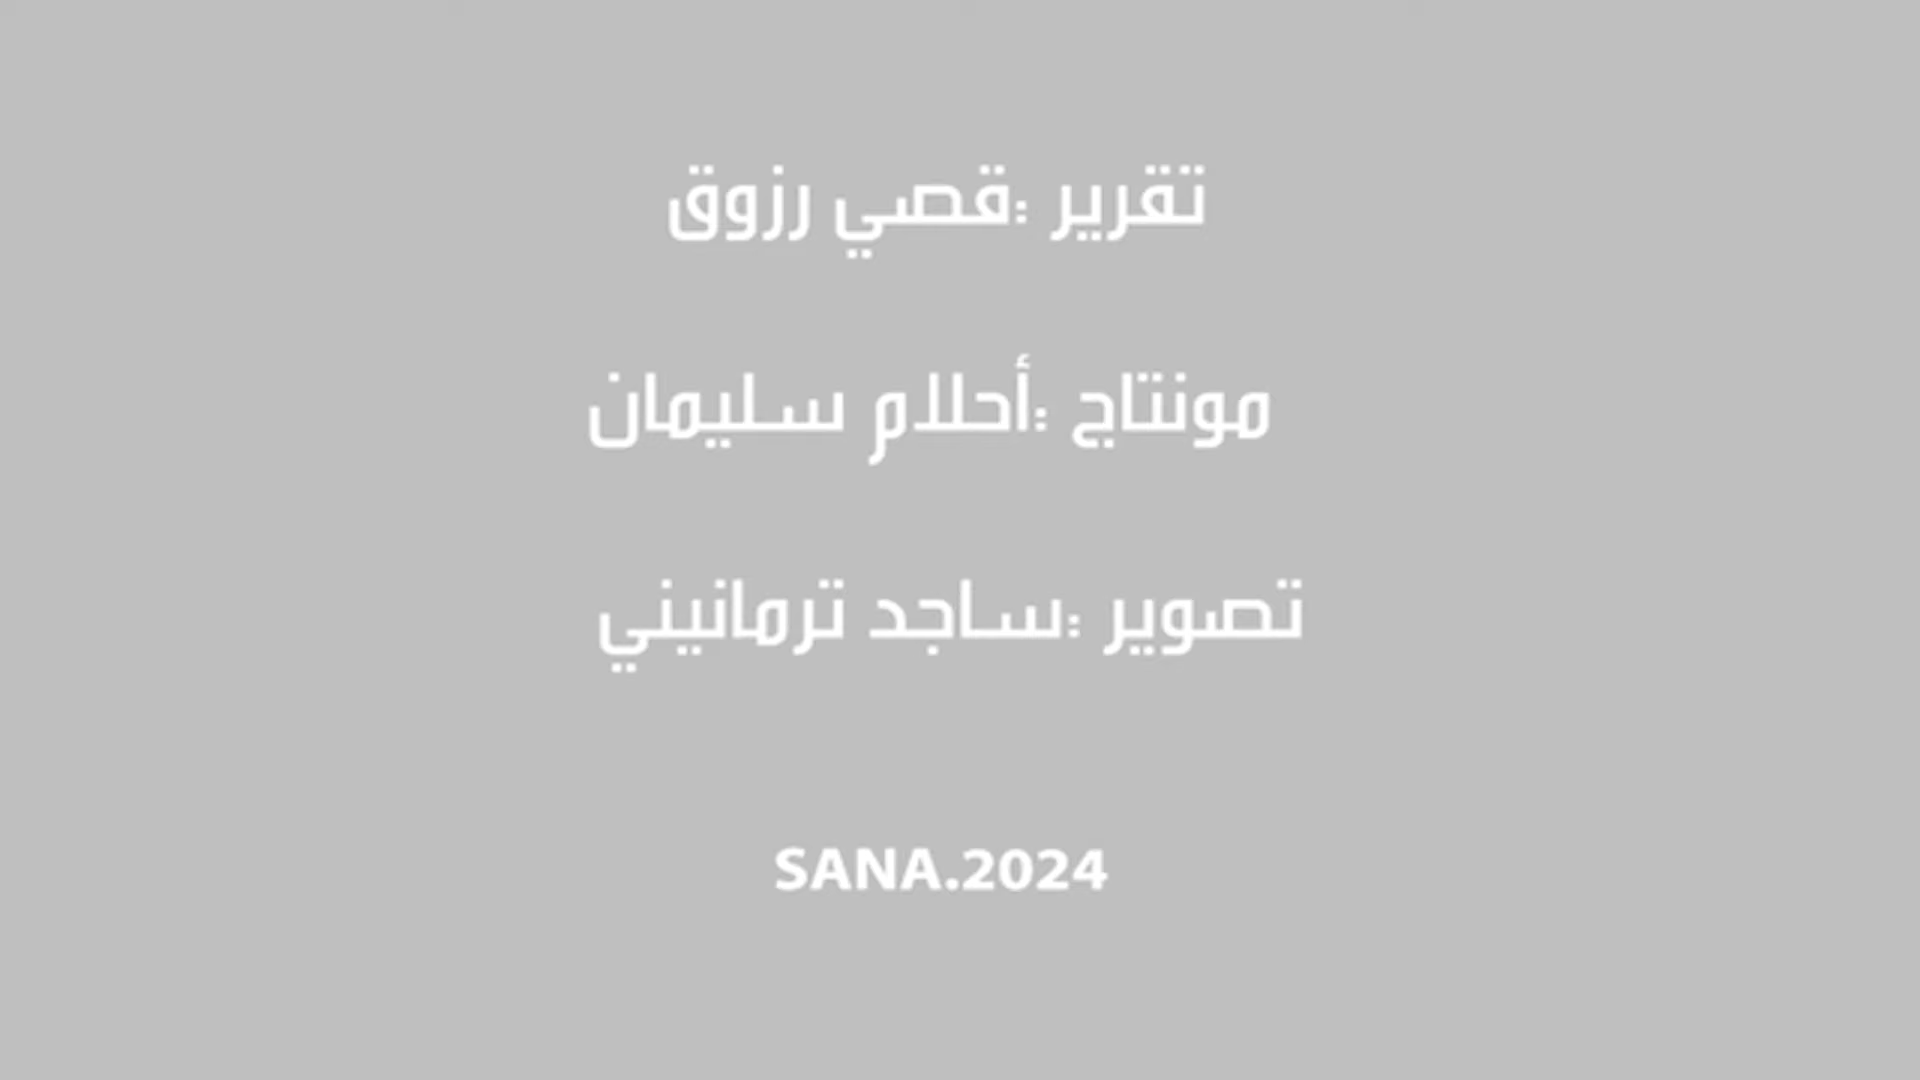 تقرير :قصي رزوق
مونتاج :أحلام سليمان
تصوير :ساجد ترمانيني
SANA.2024